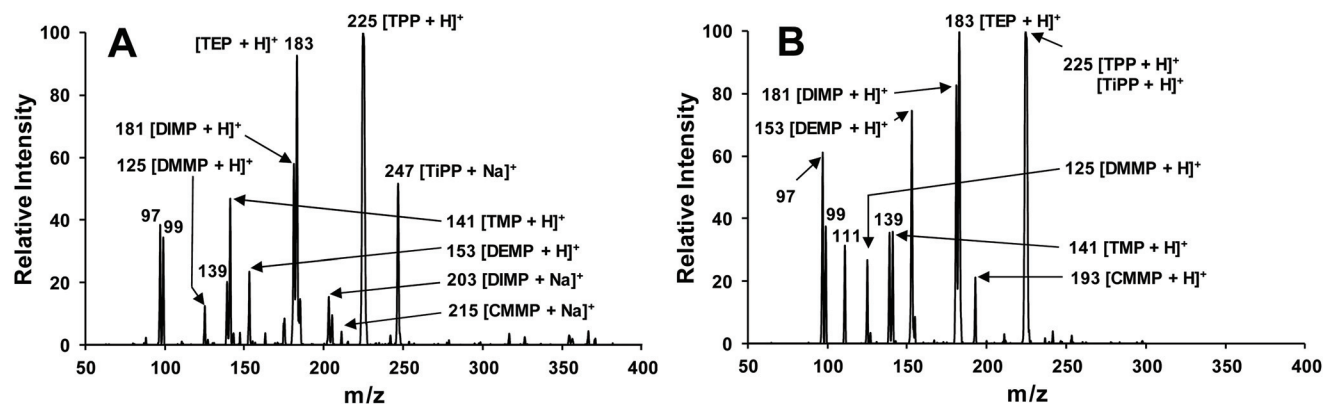 A
225 [TPP + H]+
[TEP + H]+ 183
181 [DIMP + H]+
125 [DMMP + H]+
247 [TiPP + Na]+
97
99
139
141 [TMP + H]+
153 [DEMP + H]+
203 [DIMP + Na]+
215 [CMMP + Na]+
Relative Intensity
100
80
60
40
20
0
50
100
150
200
250
300
350
400
m/z
B
183 [TEP + H]+
225 [TPP + H]+
[TiPP + H]+
181 [DIMP + H]+
153 [DEMP + H]+
125 [DMMP + H]+
97
99
111
139
141 [TMP + H]+
193 [CMMP + H]+
Relative Intensity
100
80
60
40
20
0
50
100
150
200
250
300
350
400
m/z